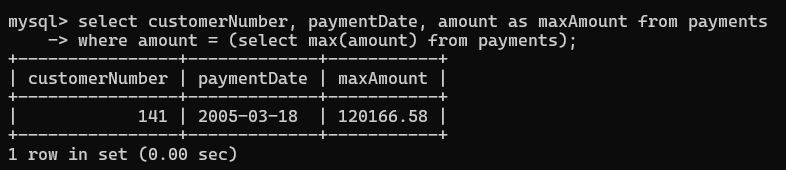 mysql> select customerNumber, paymentDate, amount as maxAmount from payments
    -> where amount = (select max(amount) from payments);
+----------------+-------------+-----------+
| customerNumber | paymentDate | maxAmount |
+----------------+-------------+-----------+
|            141 | 2005-03-18  | 120166.58 |
+----------------+-------------+-----------+
1 row in set (0.00 sec)